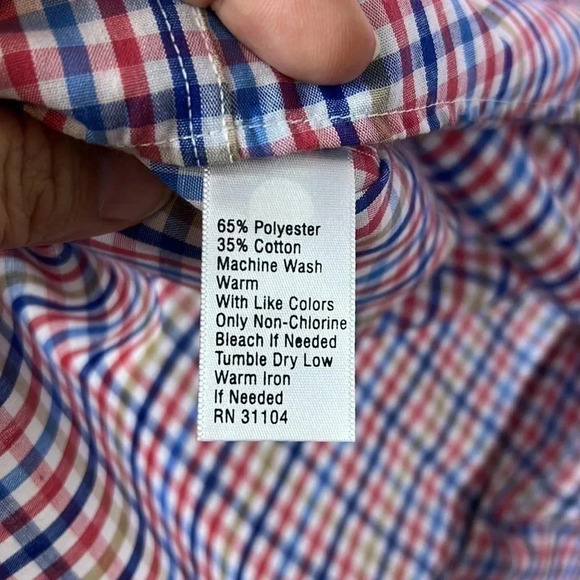 65% Polyester
35% Cotton
Machine Wash
Warm
With Like Colors
Only Non-Chlorine
Bleach If Needed
Tumble Dry Low
Warm Iron
If Needed
RN 31104